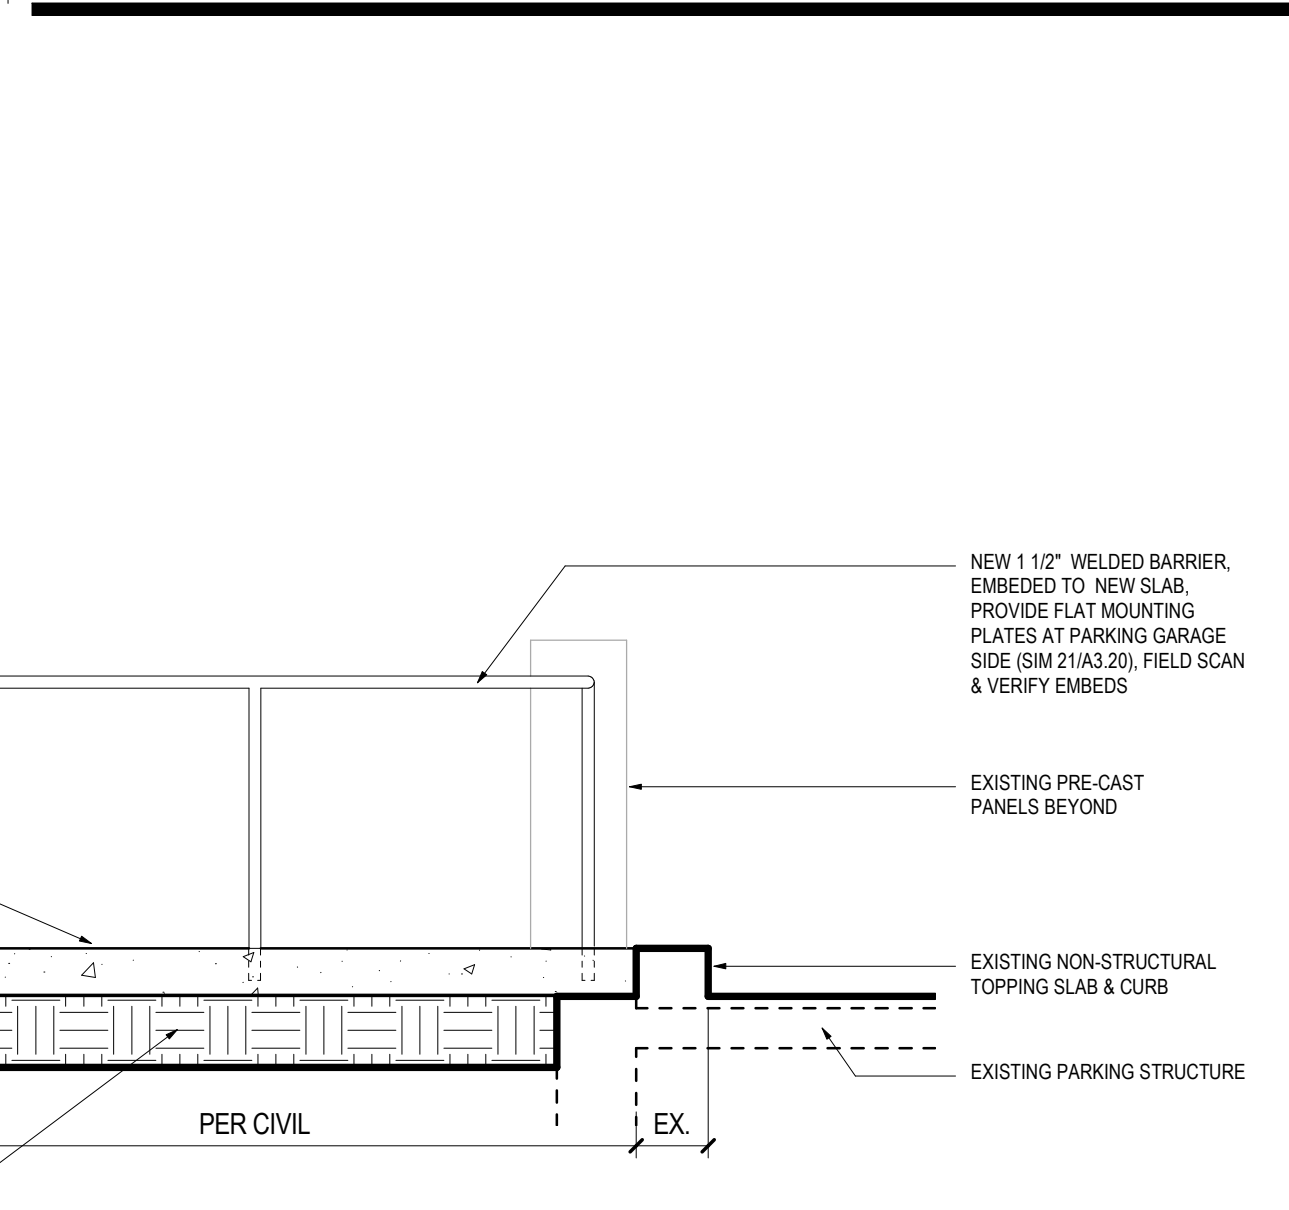 NEW 1 1/2" WELDED BARRIER,
EMBEDED TO NEW SLAB,
PROVIDE FLAT MOUNTING
PLATES AT PARKING GARAGE
SIDE (SIM 21/A3.20), FIELD SCAN
& VERIFY EMBEDS
EXISTING PRE-CAST
PANELS BEYOND
EXISTING NON-STRUCTURAL
TOPPING SLAB & CURB
EXISTING PARKING STRUCTURE
PER CIVIL
EX.